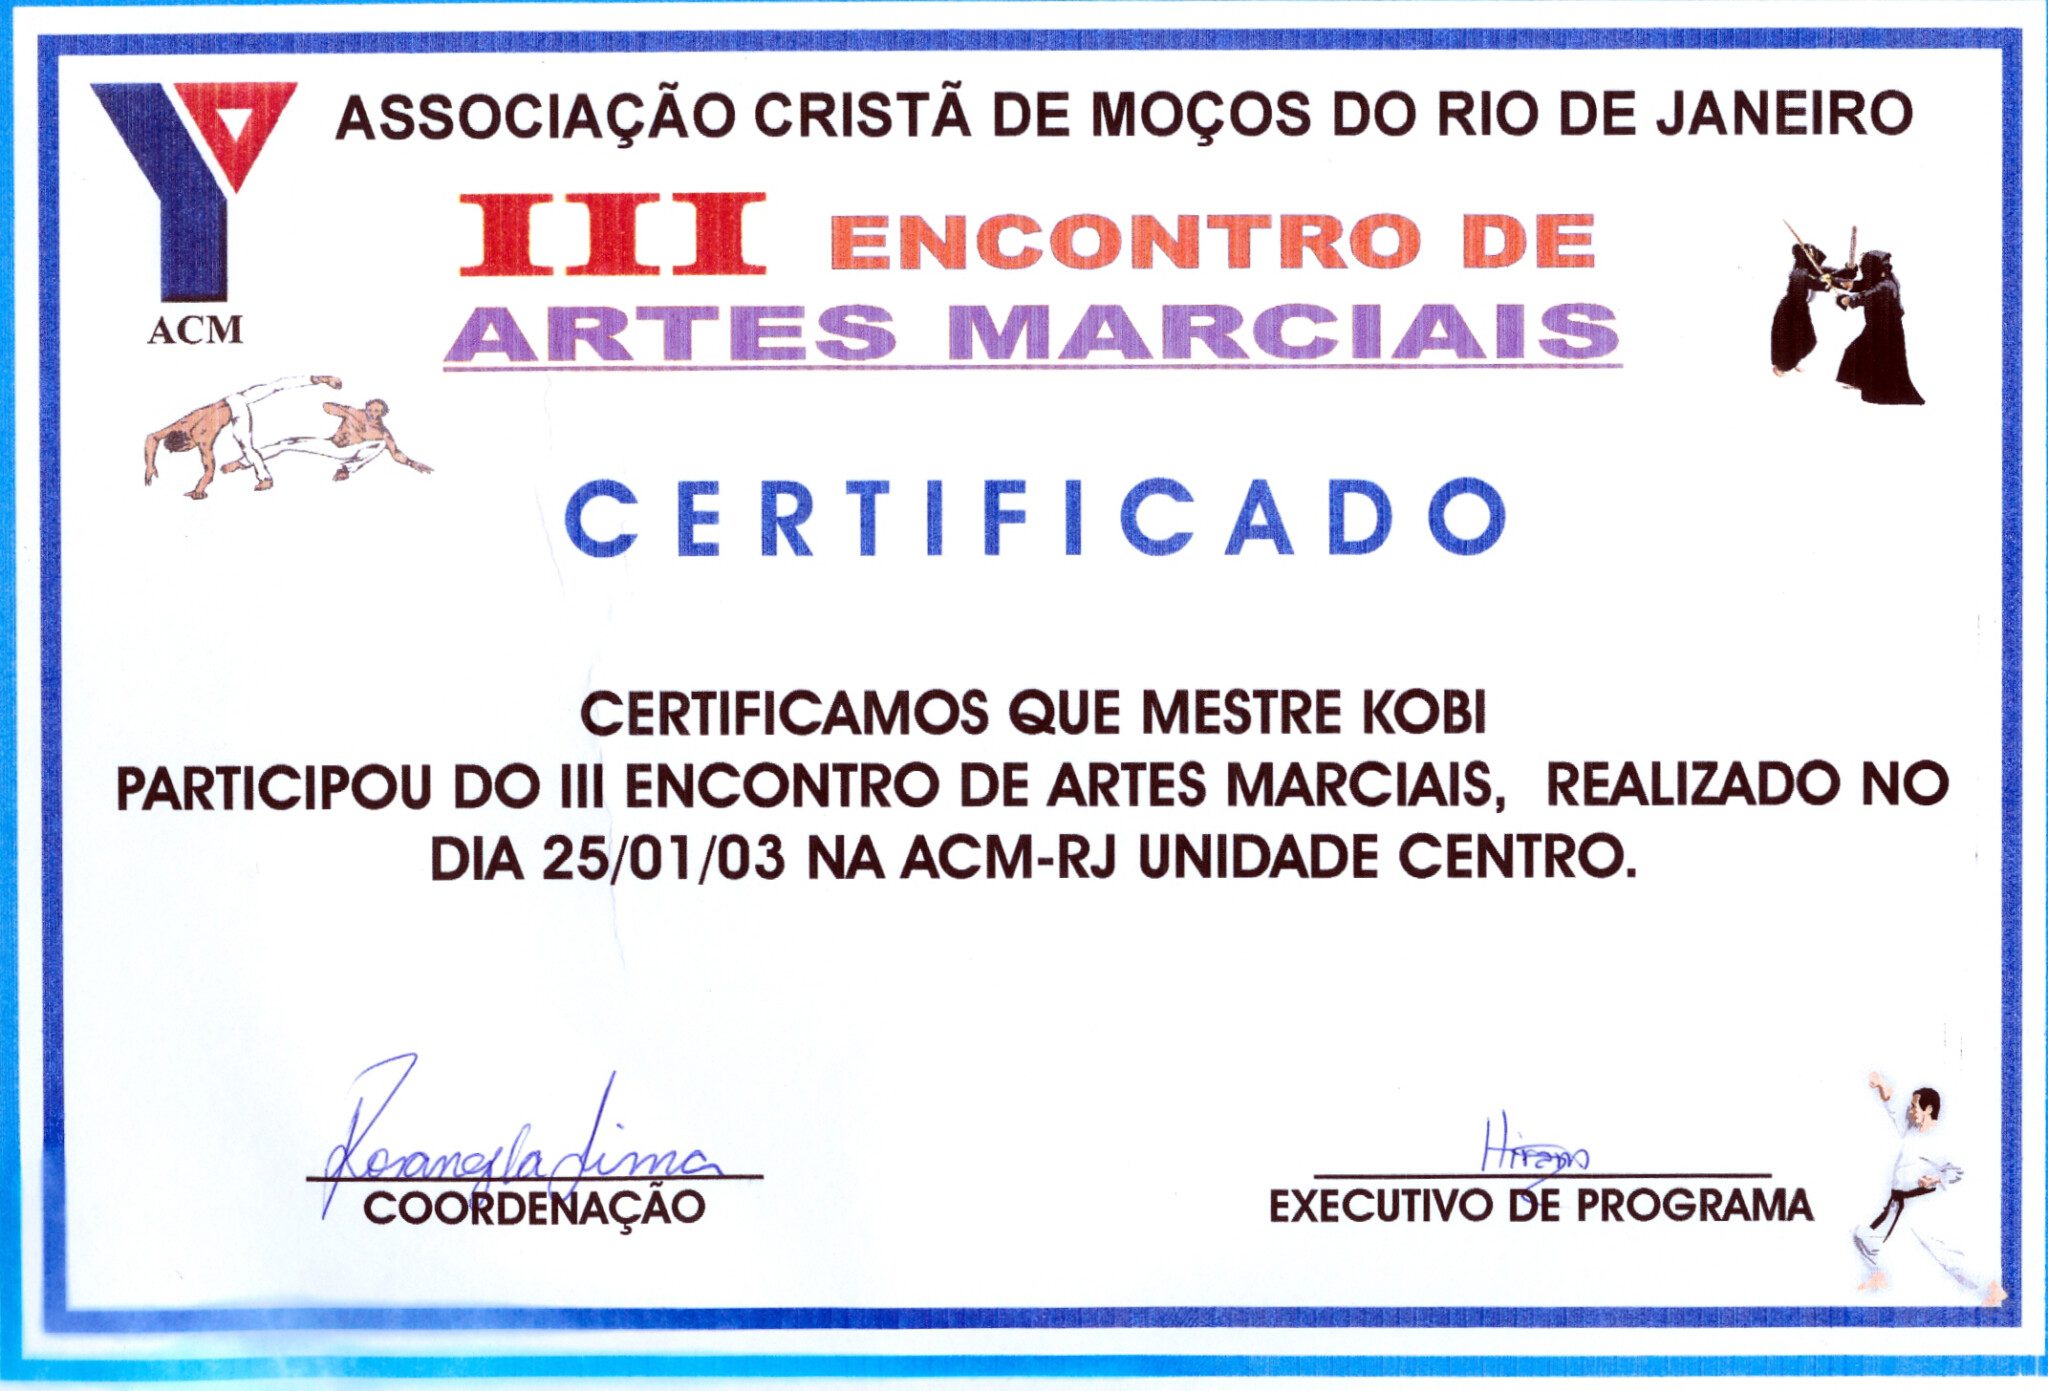 ASSOCIAÇÃO CRISTÃ DE MOÇOS DO RIO DE JANEIRO
III ENCONTRO DE
ARTES MARCIAIS
ACM
CERTIFICADO
CERTIFICAMOS QUE MESTRE KOBI
PARTICIPOU DO III ENCONTRO DE ARTES MARCIAIS, REALIZADO NO
DIA 25/01/03 NA ACM-RJ UNIDADE CENTRO.
Rosangela Lima
COORDENAÇÃO
EXECUTIVO DE PROGRAMA